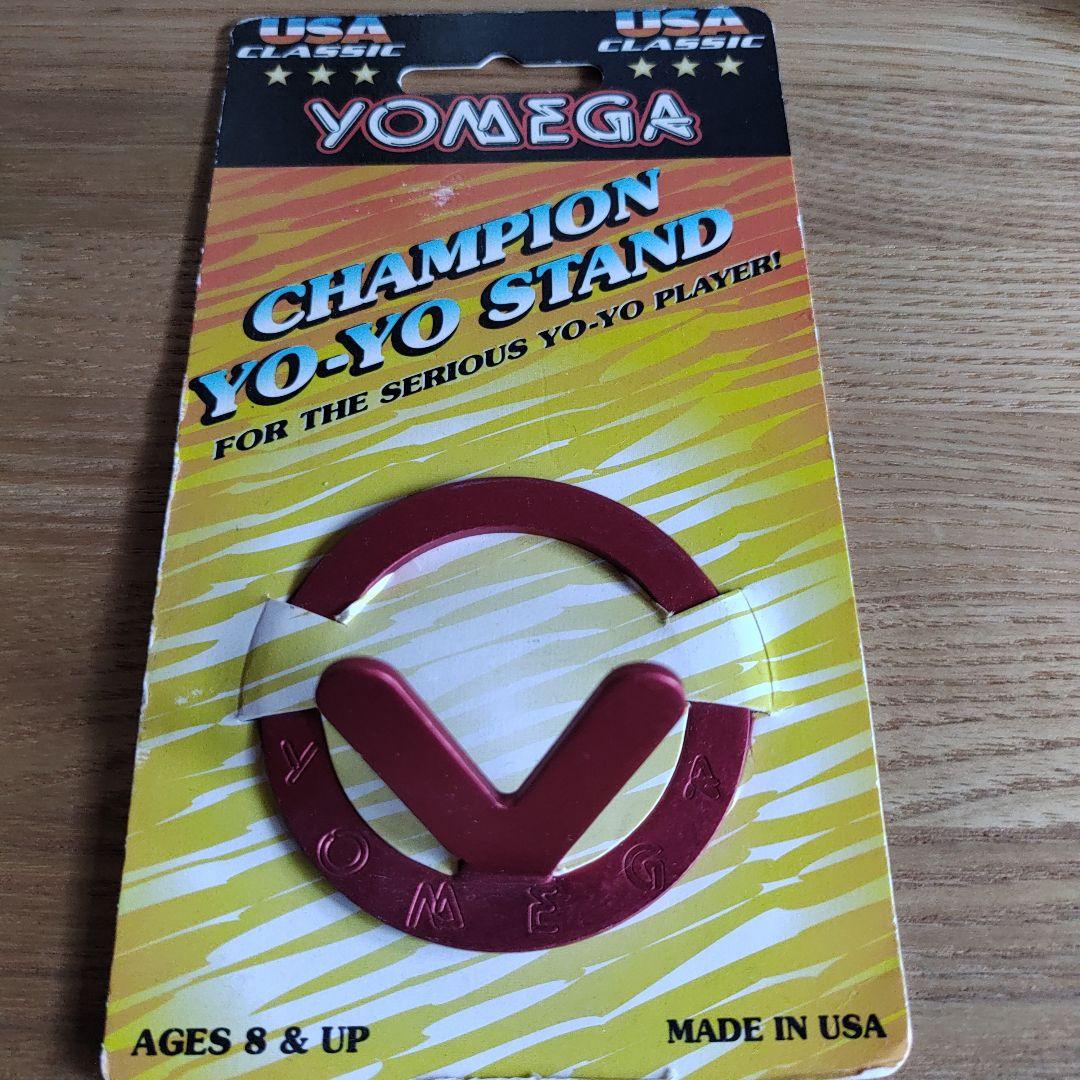 USA
CLASSIC
USA
CLASSIC
YOMEGA
CHAMPION
YO-YO STAND
FOR THE SERIOUS YO-YO PLAYER!
YOMEGA
AGES 8 & UP
MADE IN USA